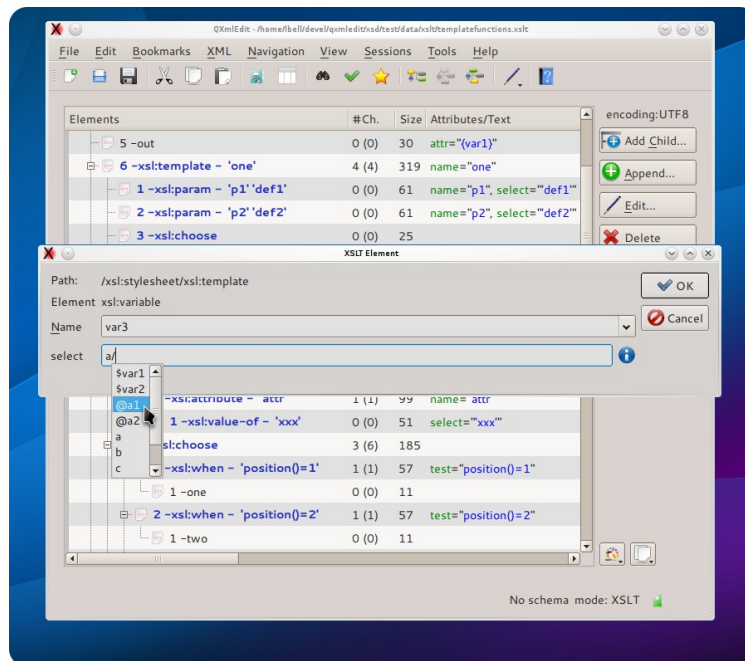 QXmlEdit - /home/lbell/devel/qxmledit/xsd/test/data/xslt/templatefunctions.xslt
File Edit Bookmarks XML Navigation View Sessions Tools Help
Elements #Ch. Size Attributes/Text encoding:UTF8
5 -out 0 (0) 30 attr="{var1}" Add Child...
6 -xsl:template - 'one' 4 (4) 319 name="one"
Append...
1 -xsl:param - 'p1' 'def1' 0 (0) 61 name="p1", select="'def1'"
2 -xsl:param - 'p2' 'def2' 0 (0) 61 name="p2", select="'def2'" Edit...
3 -xsl:choose 0 (0) 25 Delete
XSLT Element
Path: /xsl:stylesheet/xsl:template OK
Element xsl:variable
Name var3 Cancel
select a/
$var1
$var2
@a1 -xsl:attribute - 'attr' 1 (1) 99 name="attr"
@a2 1 -xsl:value-of - 'xxx' 0 (0) 51 select="'xxx'"
a
sl:choose 3 (6) 185
b
c -xsl:when - 'position()=1' 1 (1) 57 test="position()=1"
1 -one 0 (0) 11
2 -xsl:when - 'position()=2' 1 (1) 57 test="position()=2"
1 -two 0 (0) 11
No schema mode: XSLT